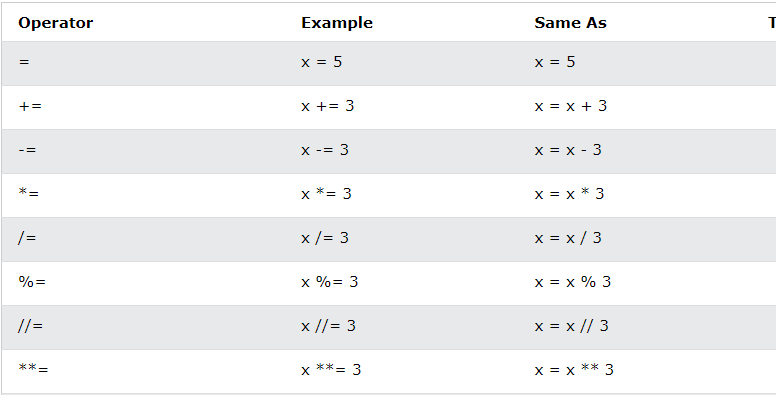 Operator Example Same As T
= x = 5 x = 5
+= x += 3 x = x + 3
-= x -= 3 x = x - 3
*= x *= 3 x = x * 3
/= x /= 3 x = x / 3
%= x %= 3 x = x % 3
//= x //= 3 x = x // 3
**= x **= 3 x = x ** 3